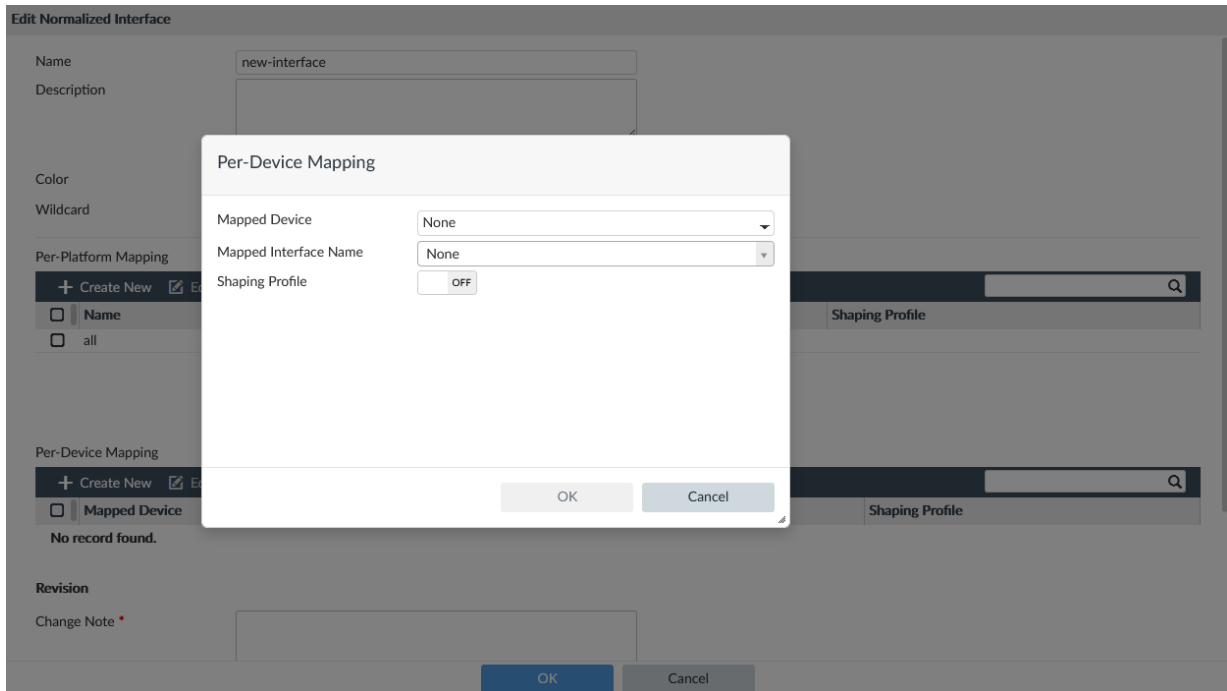 Edit Normalized Interface
Name
new-interface
Description
Color
Wildcard
Per-Platform Mapping
Create New
Name
Shaping Profile
all
Per-Device Mapping
Mapped Device
None
Mapped Interface Name
None
Shaping Profile
OFF
OK
Cancel
Per-Device Mapping
Create New
Mapped Device
Shaping Profile
No record found.
Revision
Change Note *
OK
Cancel